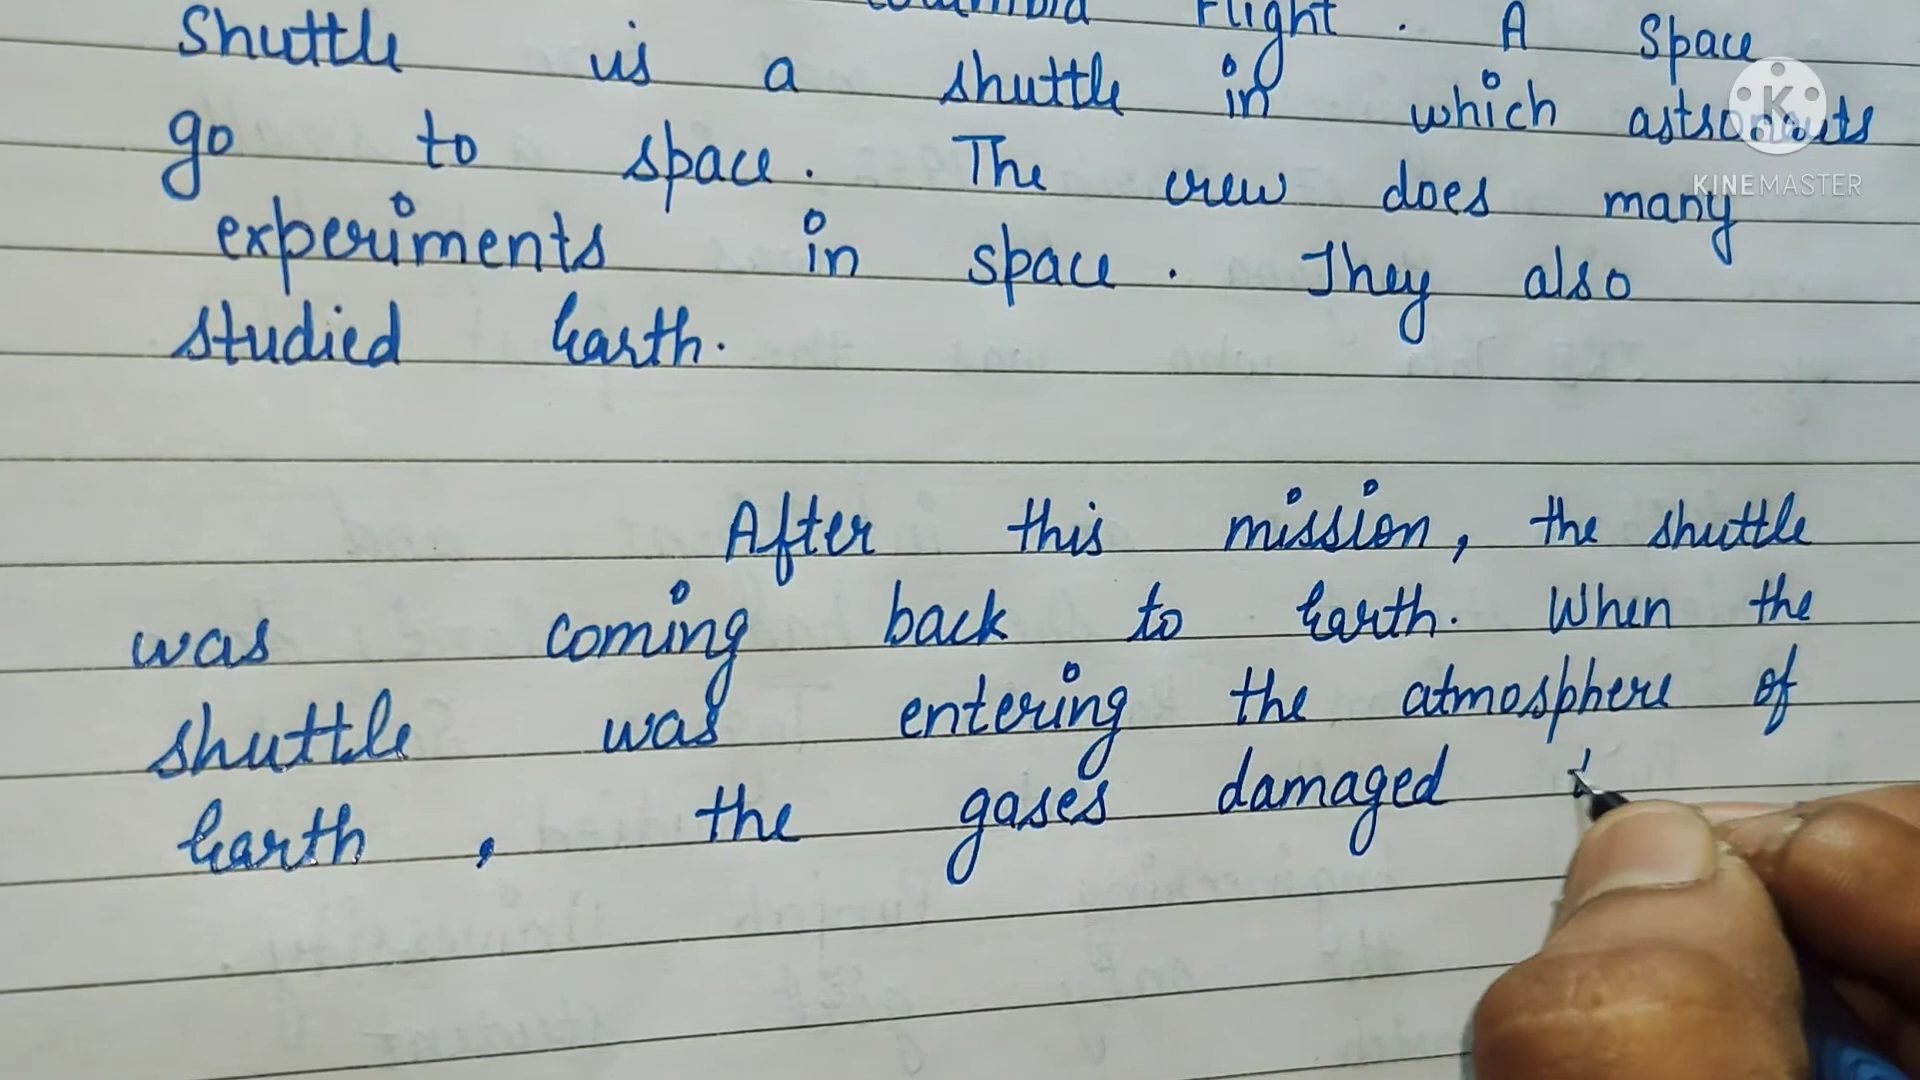 Columbia Flight. A Space
Shuttle is a shuttle in which astronauts
go to space. The crew does many
experiments in space. They also
studied Earth.
After this mission, the shuttle
was coming back to Earth. When the
shuttle was entering the atmosphere of
Earth, the gases damaged
KINEMASTER